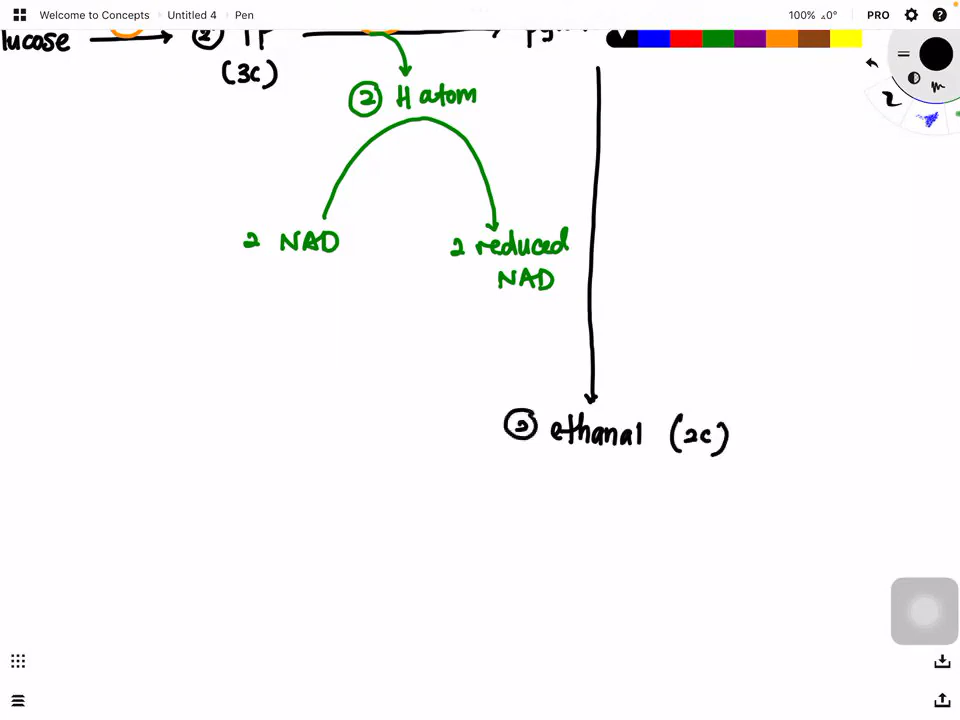 Welcome to Concepts Untitled 4 Pen 100% 0° PRO
lucose
2
(3c)
2 H atom
2 NAD
2 reduced
NAD
2 ethanal (2c)